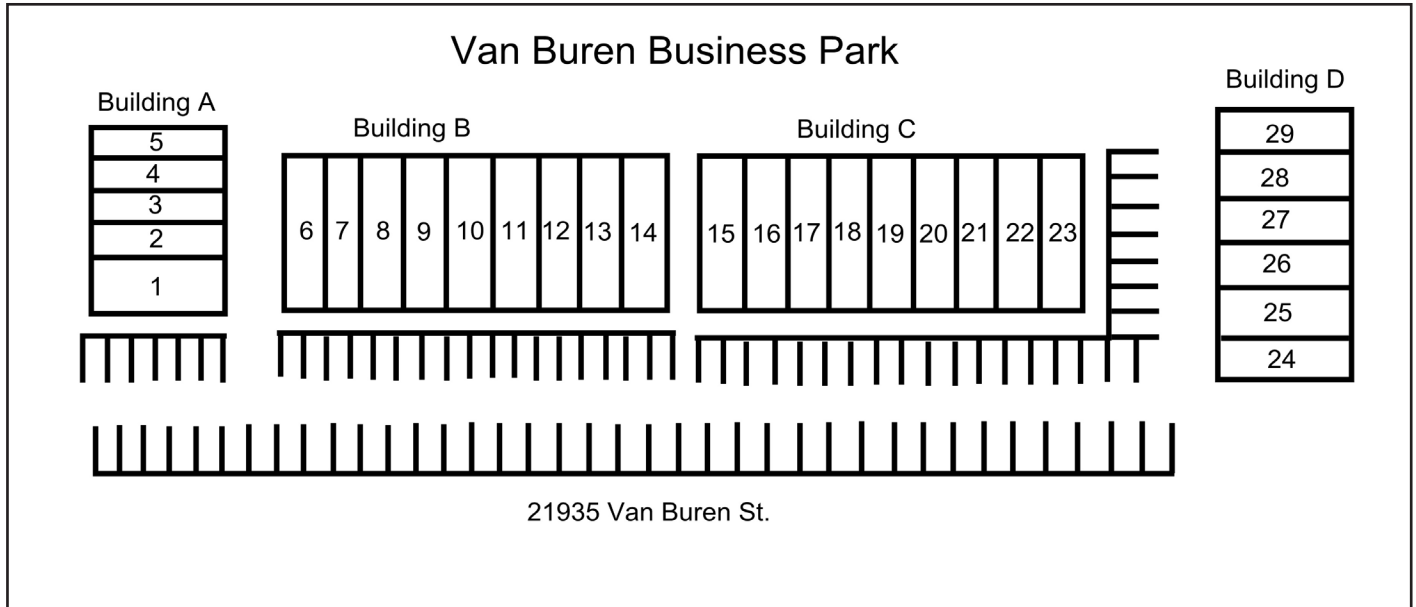 Van Buren Business Park
Building A
5
4
3
2
1
Building B
6 7 8 9 10 11 12 13 14
Building C
15 16 17 18 19 20 21 22 23
Building D
29
28
27
26
25
24
21935 Van Buren St.